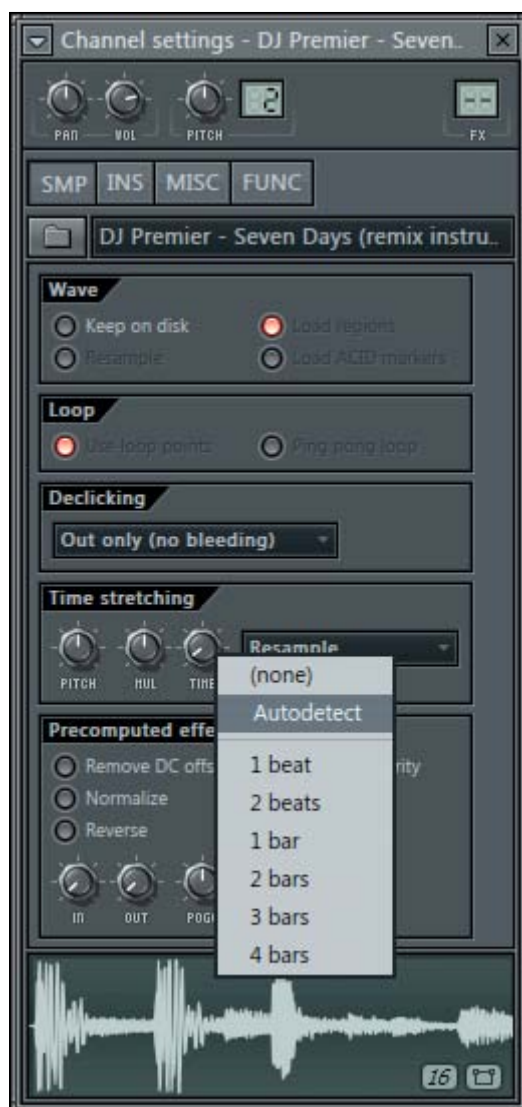 Channel settings - DJ Premier - Seven..
PAN VOL PITCH 2 -- FX
SMP INS MISC FUNC
DJ Premier - Seven Days (remix instru..
Wave
Keep on disk Load regions
Resample Load ACID markers
Loop
Use loop points Ping pong loop
Declicking
Out only (no bleeding)
Time stretching
Resample
PITCH MUL TIME
(none)
Autodetect
Precomputed effe
Remove DC offs rity
1 beat
Normalize
2 beats
Reverse
1 bar
2 bars
IN OUT POGO
3 bars
4 bars
16